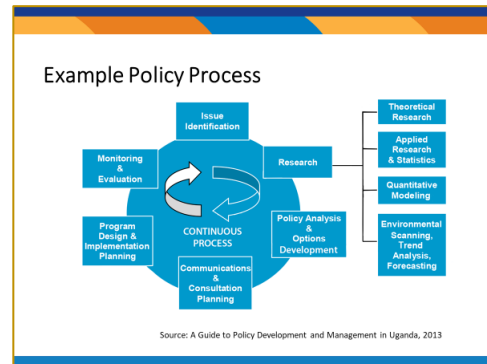 Example Policy Process
Issue
Identification
Research
Theoretical
Research
Applied
Research
& Statistics
Quantitative
Modeling
Environmental
Scanning,
Trend
Analysis,
Forecasting
Policy Analysis
&
Options
Development
Communications
&
Consultation
Planning
Program
Design &
Implementation
Planning
Monitoring
&
Evaluation
CONTINUOUS
PROCESS
Source: A Guide to Policy Development and Management in Uganda, 2013